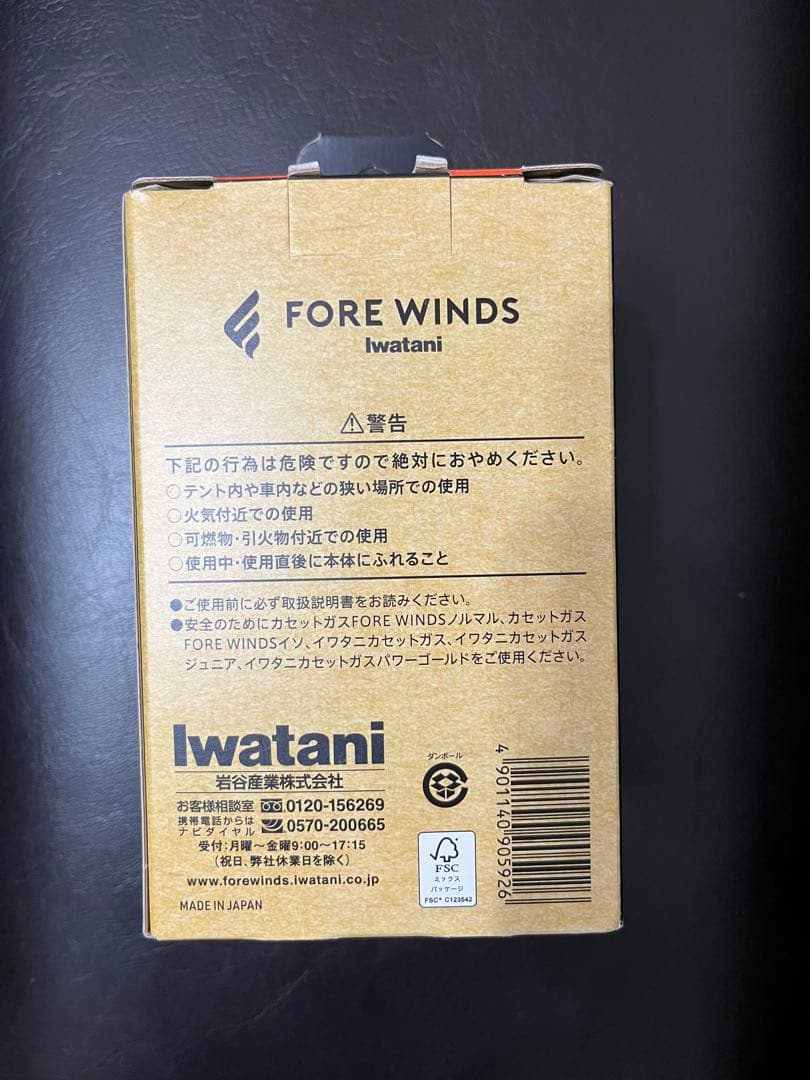 FORE WINDS
Iwatani
⚠警告
下記の行為は危険ですので絶対におやめください。
○テント内や車内などの狭い場所での使用
○火気付近での使用
○可燃物・引火物付近での使用
○使用中・使用直後に本体にふれること
●ご使用前に必ず取扱説明書をお読みください。
●安全のためにカセットガスFORE WINDSノルマル、カセットガス
FORE WINDSイソ、イワタニカセットガス、イワタニカセットガス
ジュニア、イワタニカセットガスパワーゴールドをご使用ください。
Iwatani
岩谷産業株式会社
お客様相談室 0120-156269
携帯電話からは
ナビダイヤル 0570-200665
受付:月曜〜金曜9:00〜17:15
(祝日、弊社休業日を除く)
www.forewinds.iwatani.co.jp
MADE IN JAPAN
ダンボール
FSC
ミックス
パッケージ
FSC® C123542
4 901140 905926